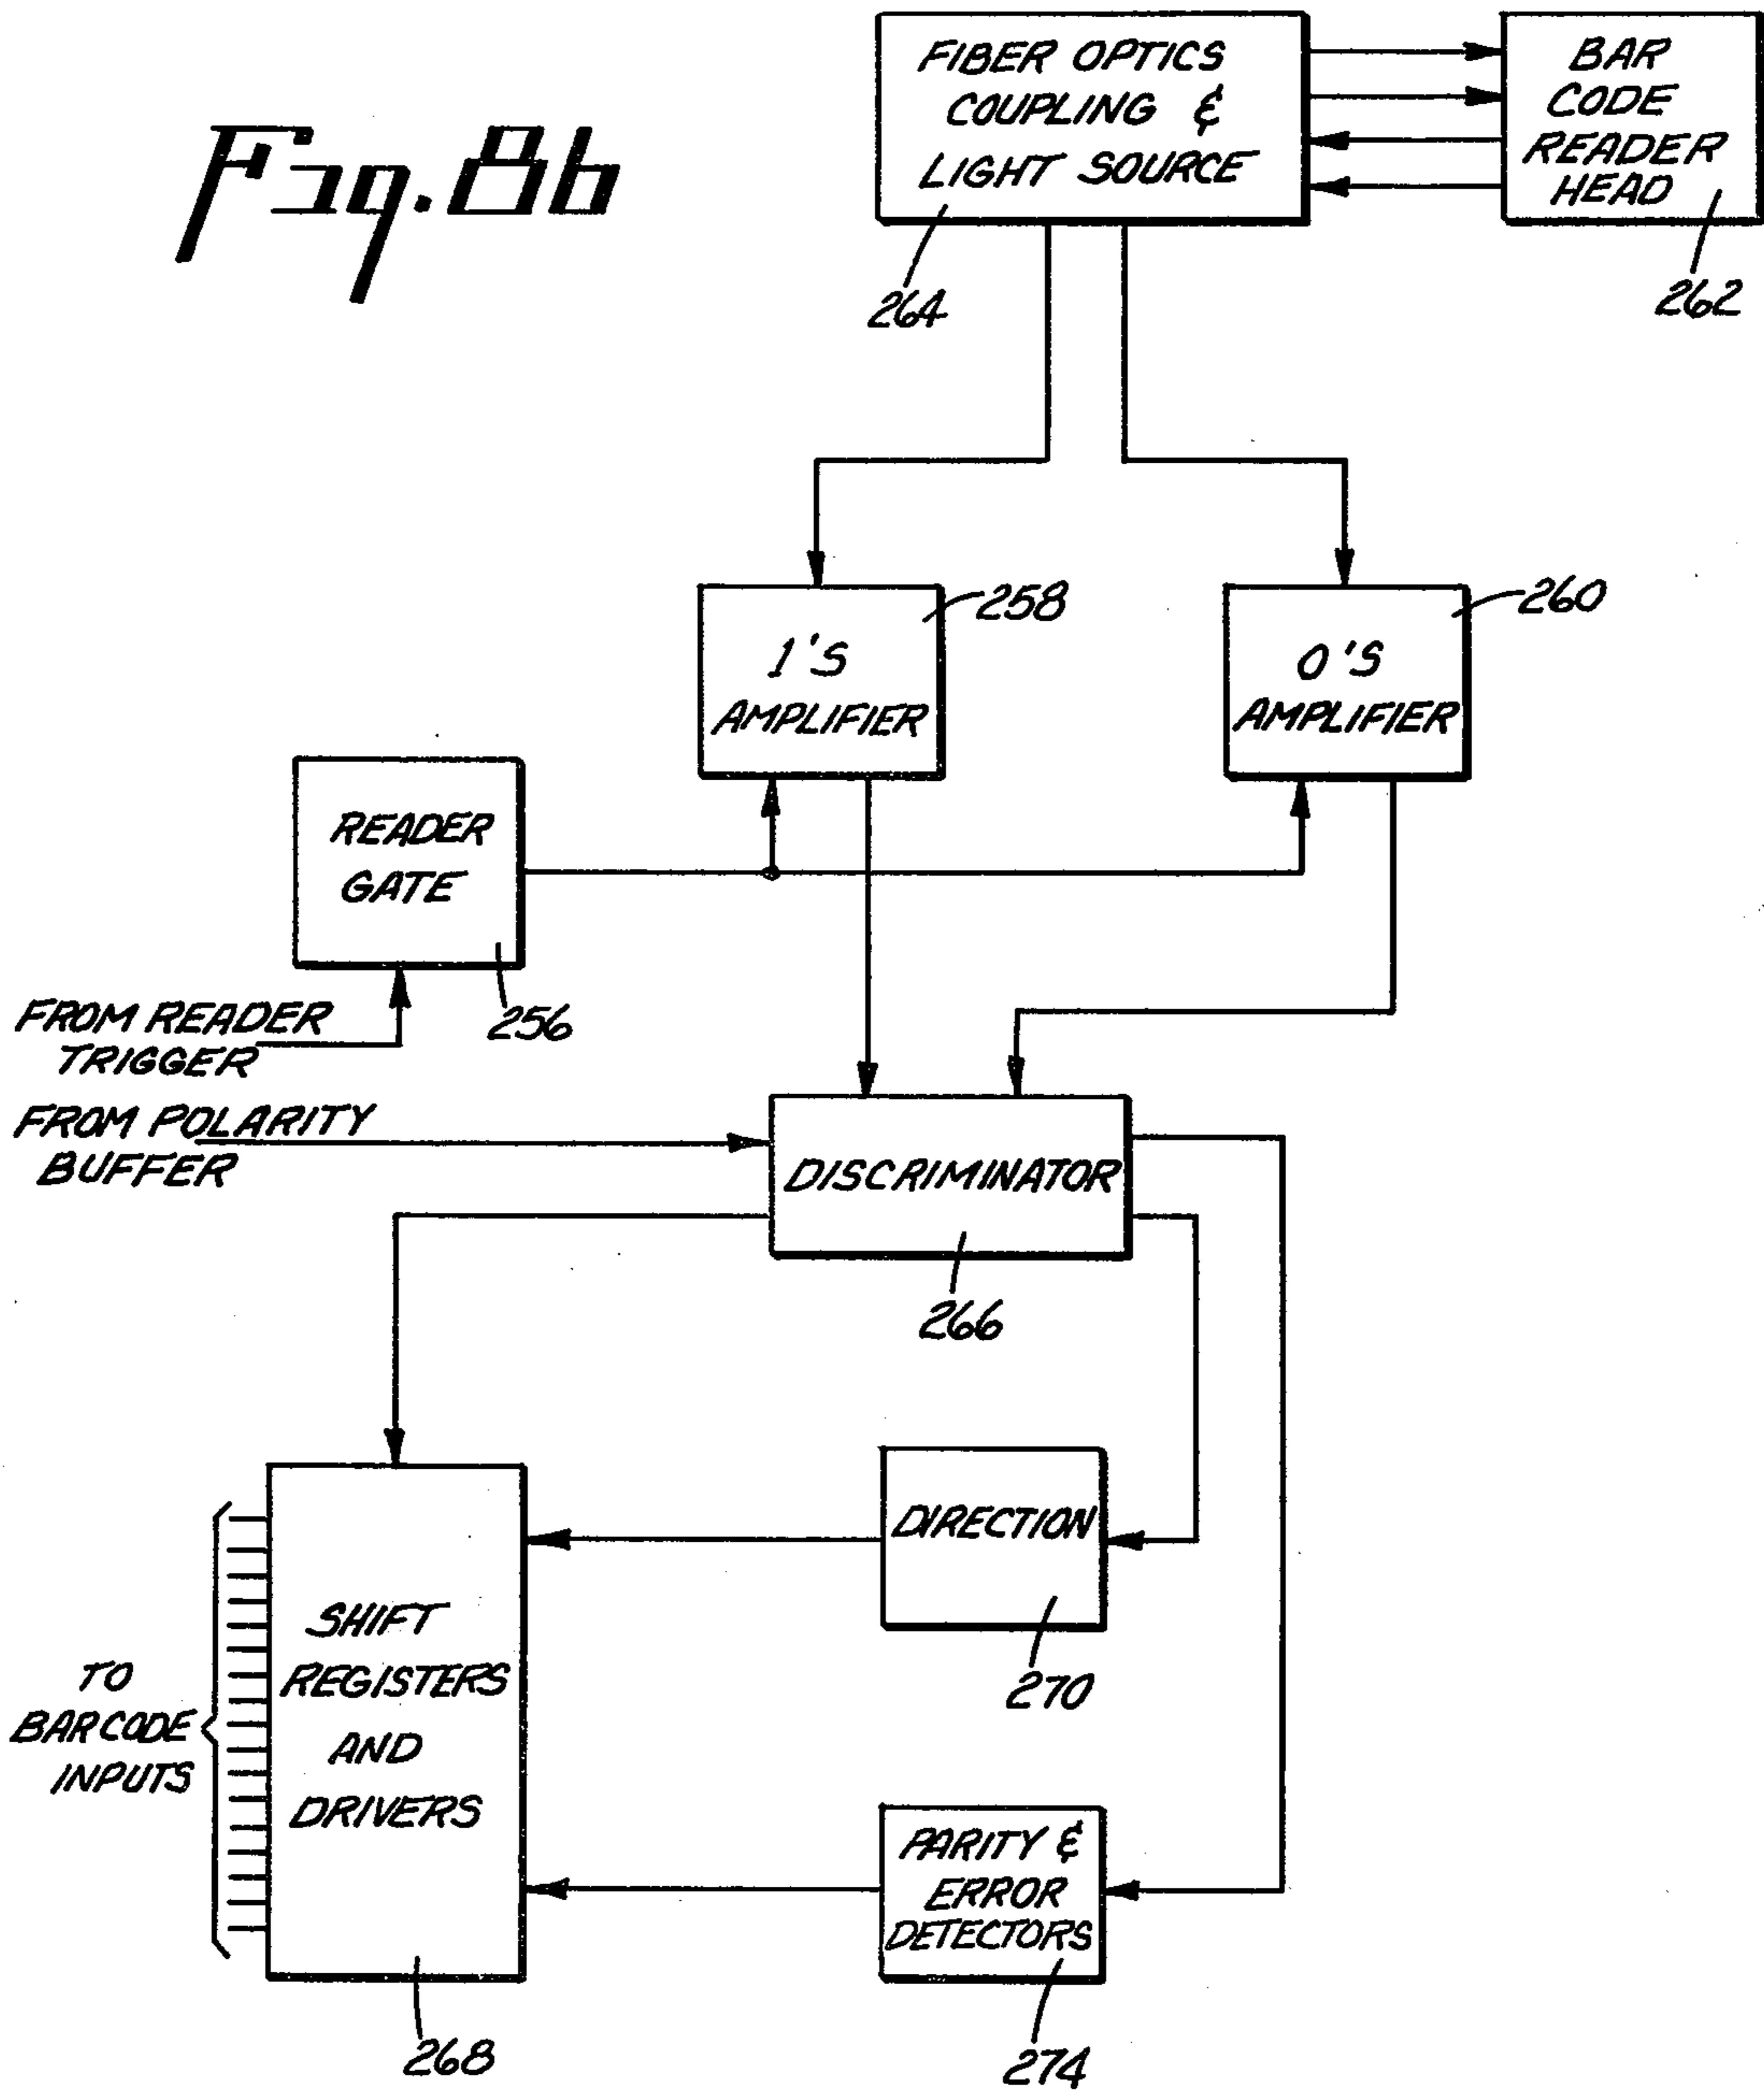 Fig. 8b
FIBER OPTICS
COUPLING &
LIGHT SOURCE
264
BAR
CODE
READER
HEAD
262
1'S
AMPLIFIER
258
0'S
AMPLIFIER
260
READER
GATE
256
FROM READER
TRIGGER
FROM POLARITY
BUFFER
DISCRIMINATOR
266
DIRECTION
270
SHIFT
REGISTERS
AND
DRIVERS
268
TO
BAR CODE
INPUTS
PARITY &
ERROR
DETECTORS
274